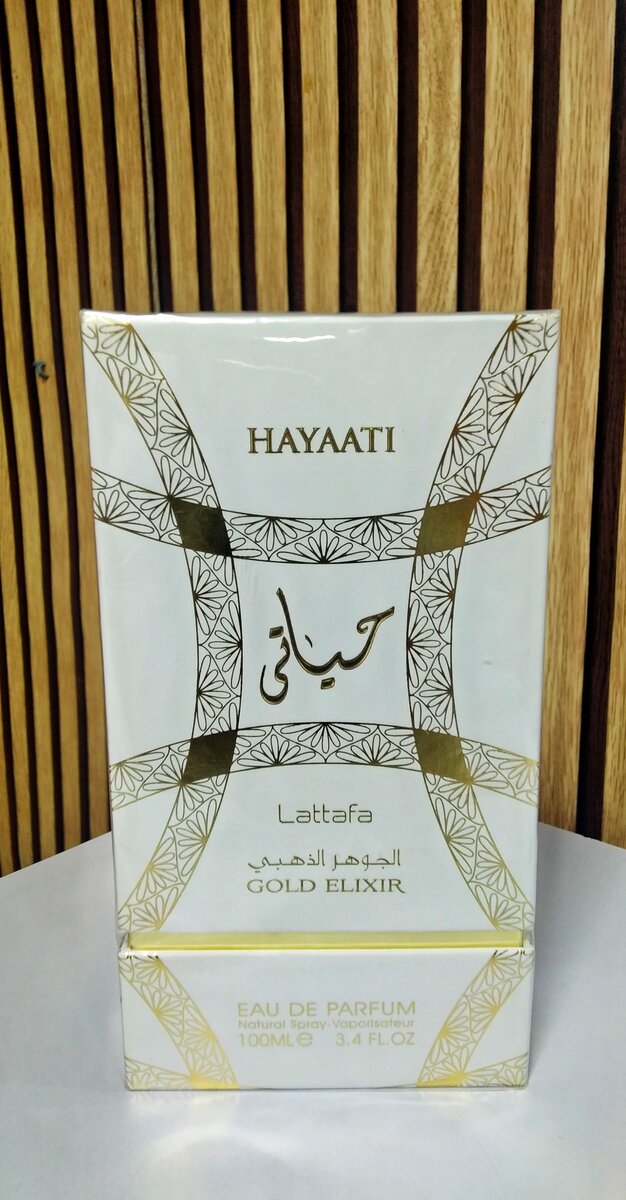 HAYAATI
حياتي
Lattafa
الجوهر الذهبي
GOLD ELIXIR
EAU DE PARFUM
Natural Spray-Vaporisateur
100ML e 3.4 FL.OZ